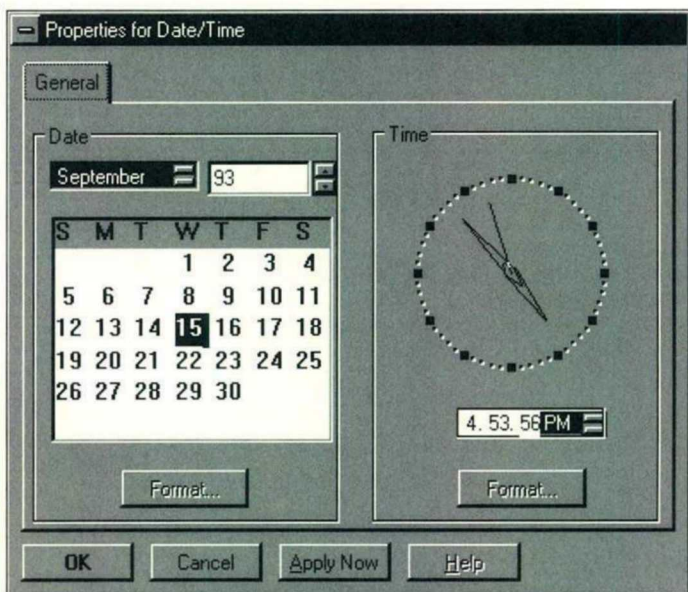 Properties for Date/Time
General
Date
September 93
S M T W T F S
1 2 3 4
5 6 7 8 9 10 11
12 13 14 15 16 17 18
19 20 21 22 23 24 25
26 27 28 29 30
Format...
Time
4. 53. 56 PM
Format...
OK Cancel Apply Now Help